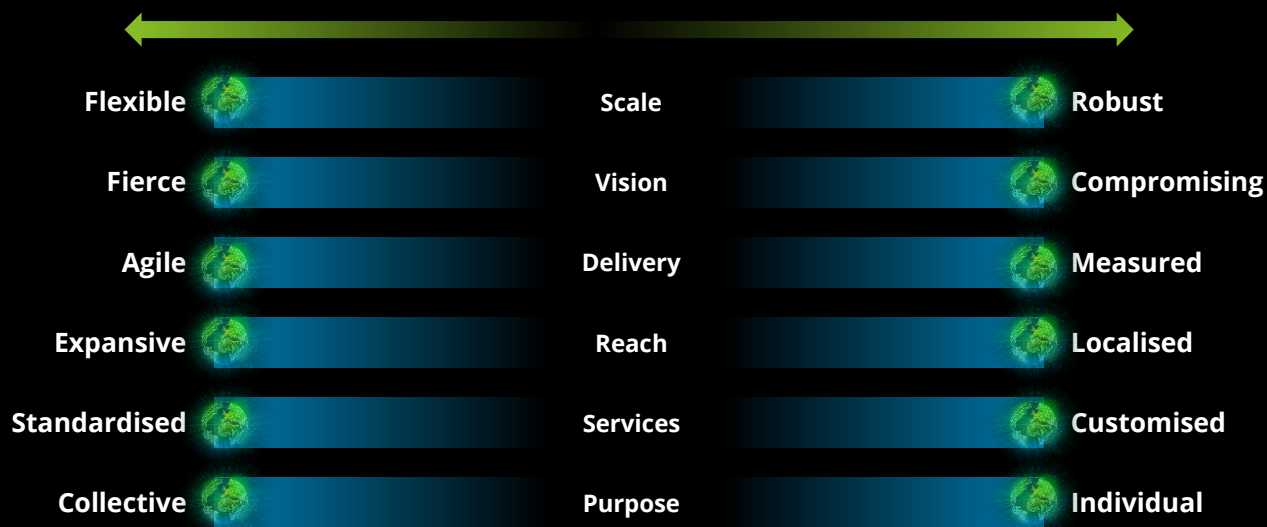 Flexible Scale Robust
Fierce Vision Compromising
Agile Delivery Measured
Expansive Reach Localised
Standardised Services Customised
Collective Purpose Individual